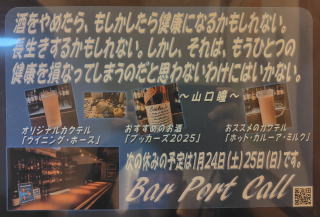 酒をやめたら、もしかしたら健康になるかもしれない。
長生きするかもしれない。しかし、それは、もうひとつの
健康を損なってしまうのだと思わないわけにはいかない。
～山口瞳～
オリジナルカクテル
「ウイニング・ホース」
おすすめのお酒
「ブッカーズ2025」
おススメのカクテル
「ホット・カルーア・ミルク」
次の休みの予定は1月24日(土)25日(日)です。
Bar Port Call